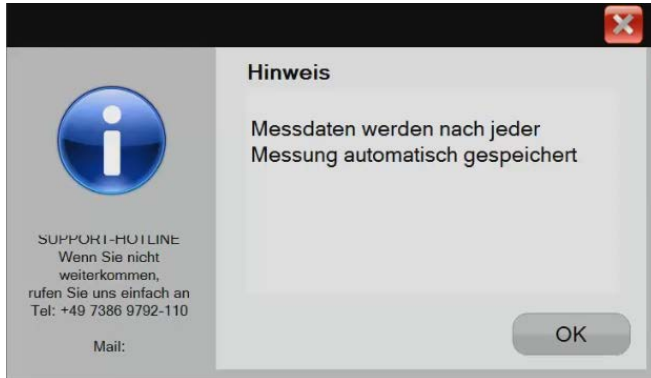 Hinweis
Messdaten werden nach jeder
Messung automatisch gespeichert
SUPPORT-HOTLINE
Wenn Sie nicht
weiterkommen,
rufen Sie uns einfach an
Tel: +49 7386 9792-110
Mail:
OK